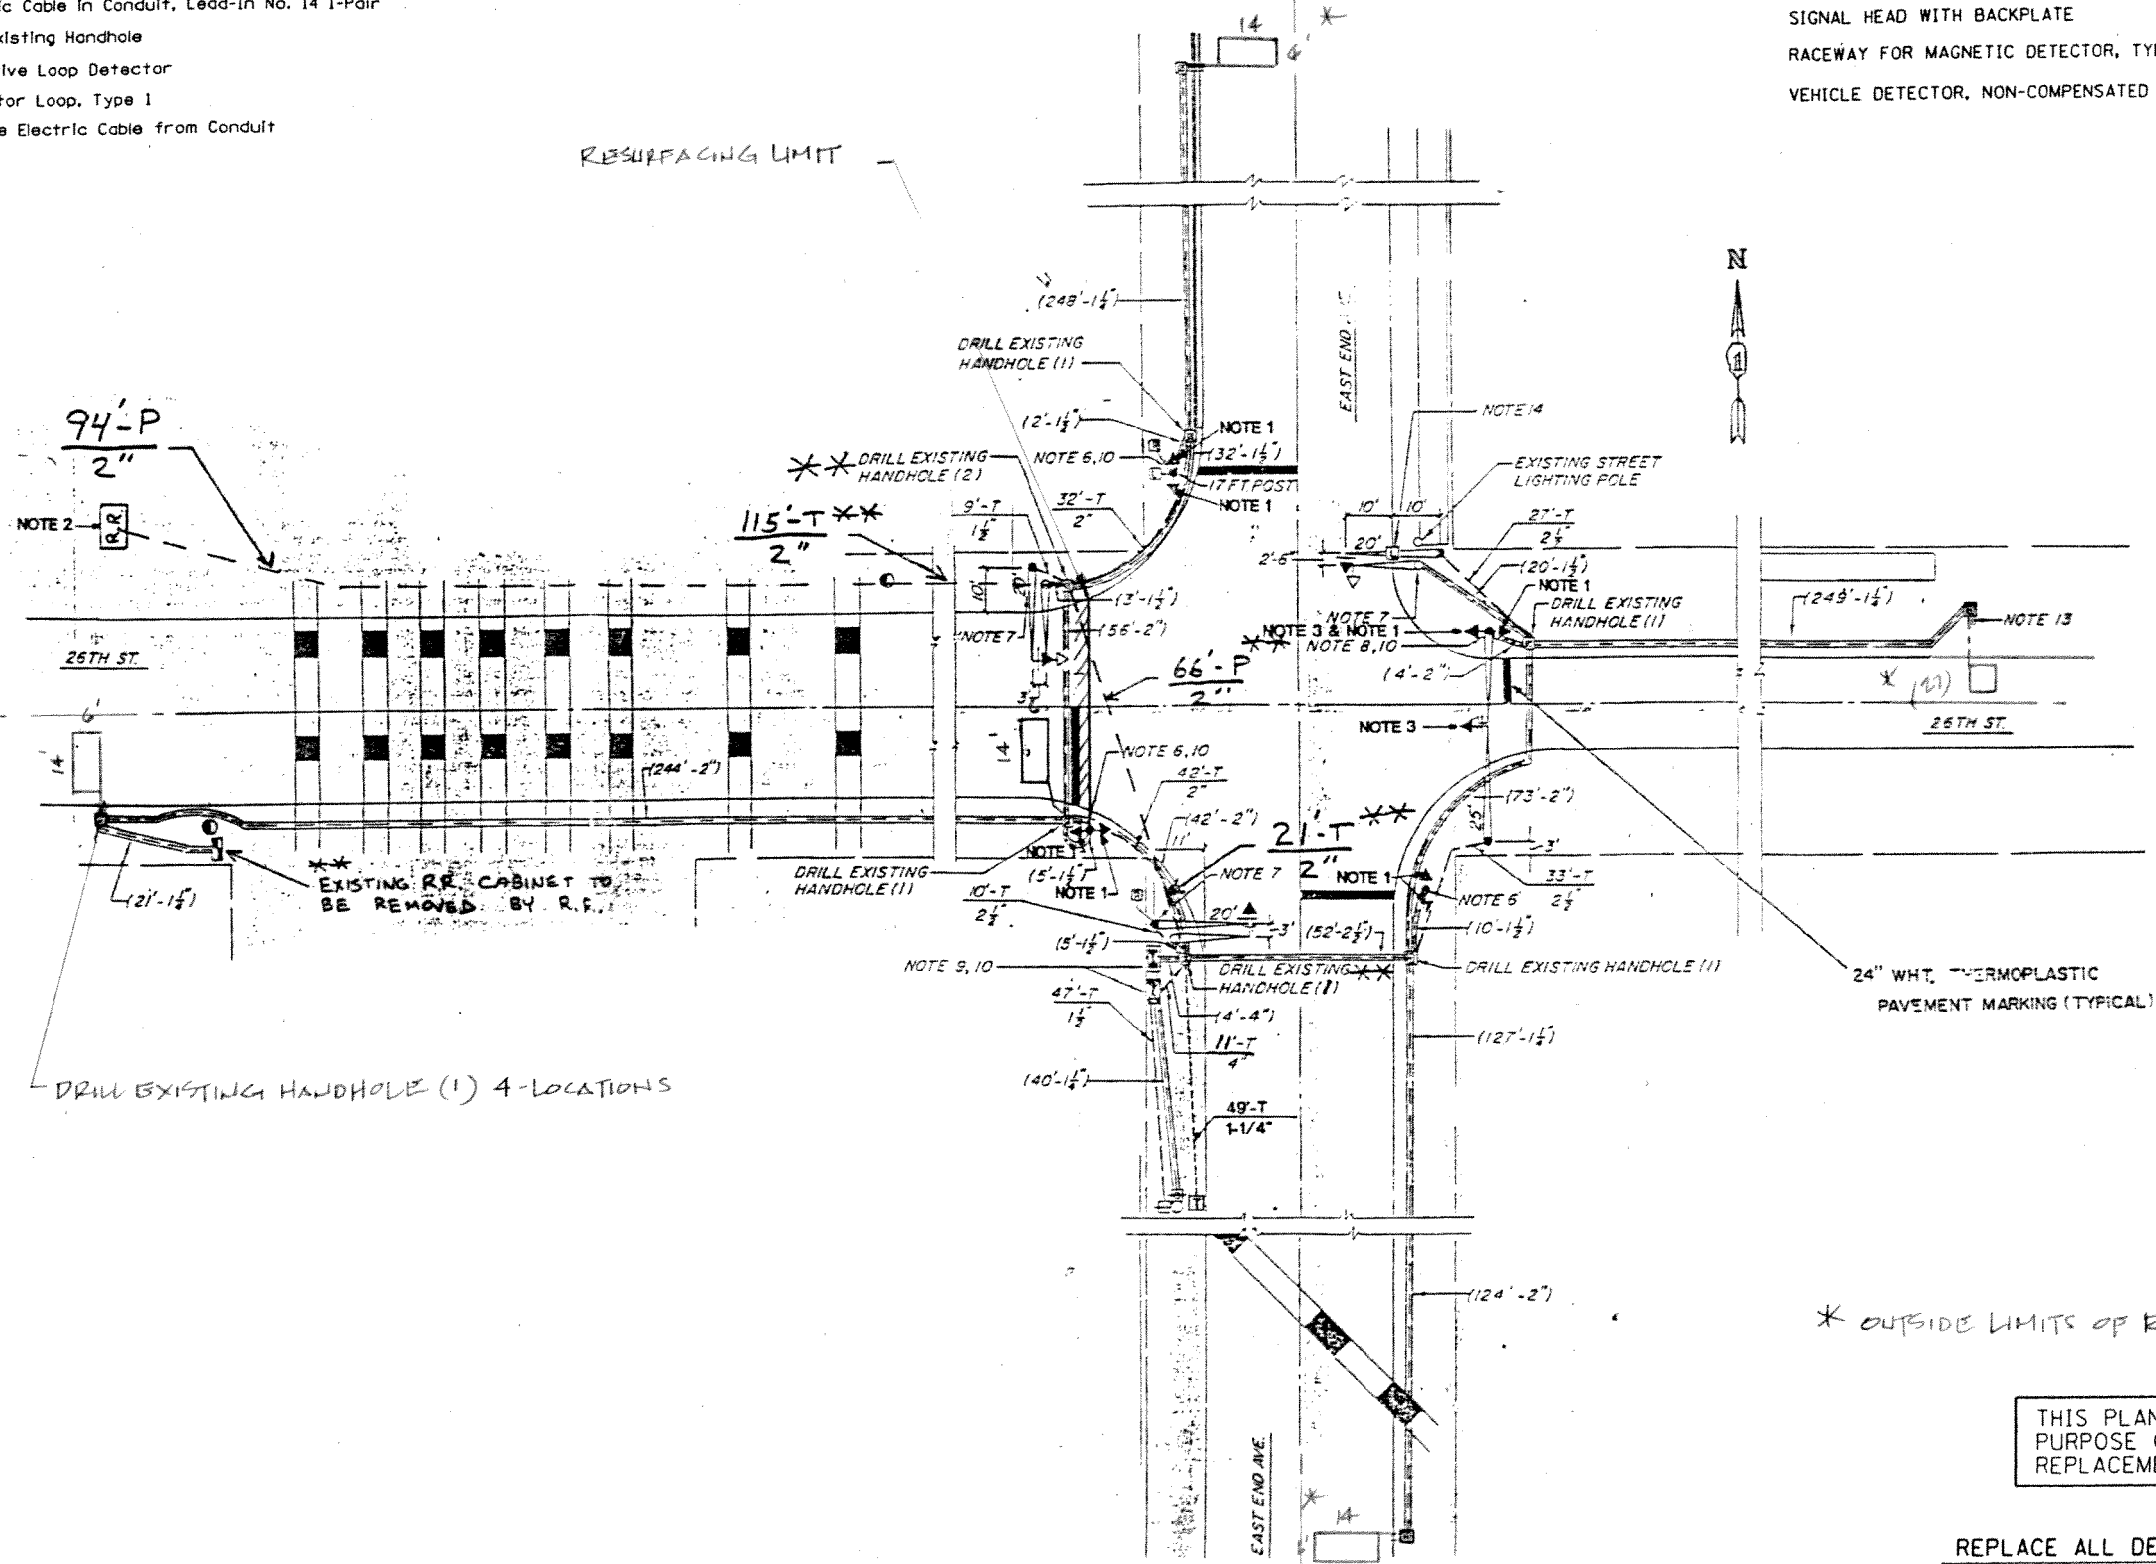 ic Cable in Conduit, Lead-in No. 14 1-Pair
xisting Handhole
ive Loop Detector
tor Loop, Type 1
e Electric Cable from Conduit
SIGNAL HEAD WITH BACKPLATE
RACEWAY FOR MAGNETIC DETECTOR, TY
VEHICLE DETECTOR, NON-COMPENSATED
14
*
6'
RESURFACING LIMIT
N
1
(248'-1¼")
DRILL EXISTING
HANDHOLE (1)
EAST END
NOTE 14
94'-P
2"
NOTE 2
R.R.
(2'-1½")
NOTE 1
** DRILL EXISTING
HANDHOLE (2)
NOTE 6,10
(32'-1½")
17 FT. POST
NOTE 1
EXISTING STREET
LIGHTING POLE
115'-T **
2"
9'-T
1½"
32'-T
2"
10'
10'
27'-T
2½"
2'-6"
20'
(20'-1½")
NOTE 1
10'
20'
(3'-1½")
DRILL EXISTING
HANDHOLE (1)
(249'-1¼")
NOTE 13
NOTE 7
(56'-2")
NOTE 7
NOTE 3 & NOTE 1
**
NOTE 8,10
26TH ST.
66'-P
2"
(4'-2")
* (27)
6'
14'
NOTE 3
26TH ST.
14'
NOTE 6,10
(244'-2")
42'-T
2"
(42'-2")
11'
(73'-2")
25'
21'-T **
2"
NOTE 1
3'
**
EXISTING R.R. CABINET TO
BE REMOVED BY R.R.
(21'-1½")
DRILL EXISTING
HANDHOLE (1)
NOTE 1
(5'-1½")
NOTE 1
NOTE 7
33'-T
2½"
NOTE 6
10'-T
2½"
20'
3'
(52'-2½")
(10'-1½")
(5'-1½")
NOTE 9,10
DRILL EXISTING **
HANDHOLE (1)
DRILL EXISTING HANDHOLE (1)
24" WHT. THERMOPLASTIC
PAVEMENT MARKING (TYPICAL)
47'-T
1½"
(4'-4")
11'-T
4"
(127'-1¼")
DRILL EXISTING HANDHOLE (1) 4-LOCATIONS
(40'-1¼")
49'-T
1-1/4"
(124'-2")
* OUTSIDE LIMITS OF
THIS PLAN
PURPOSE
REPLACEM
EAST END AVE.
*
14
REPLACE ALL DE